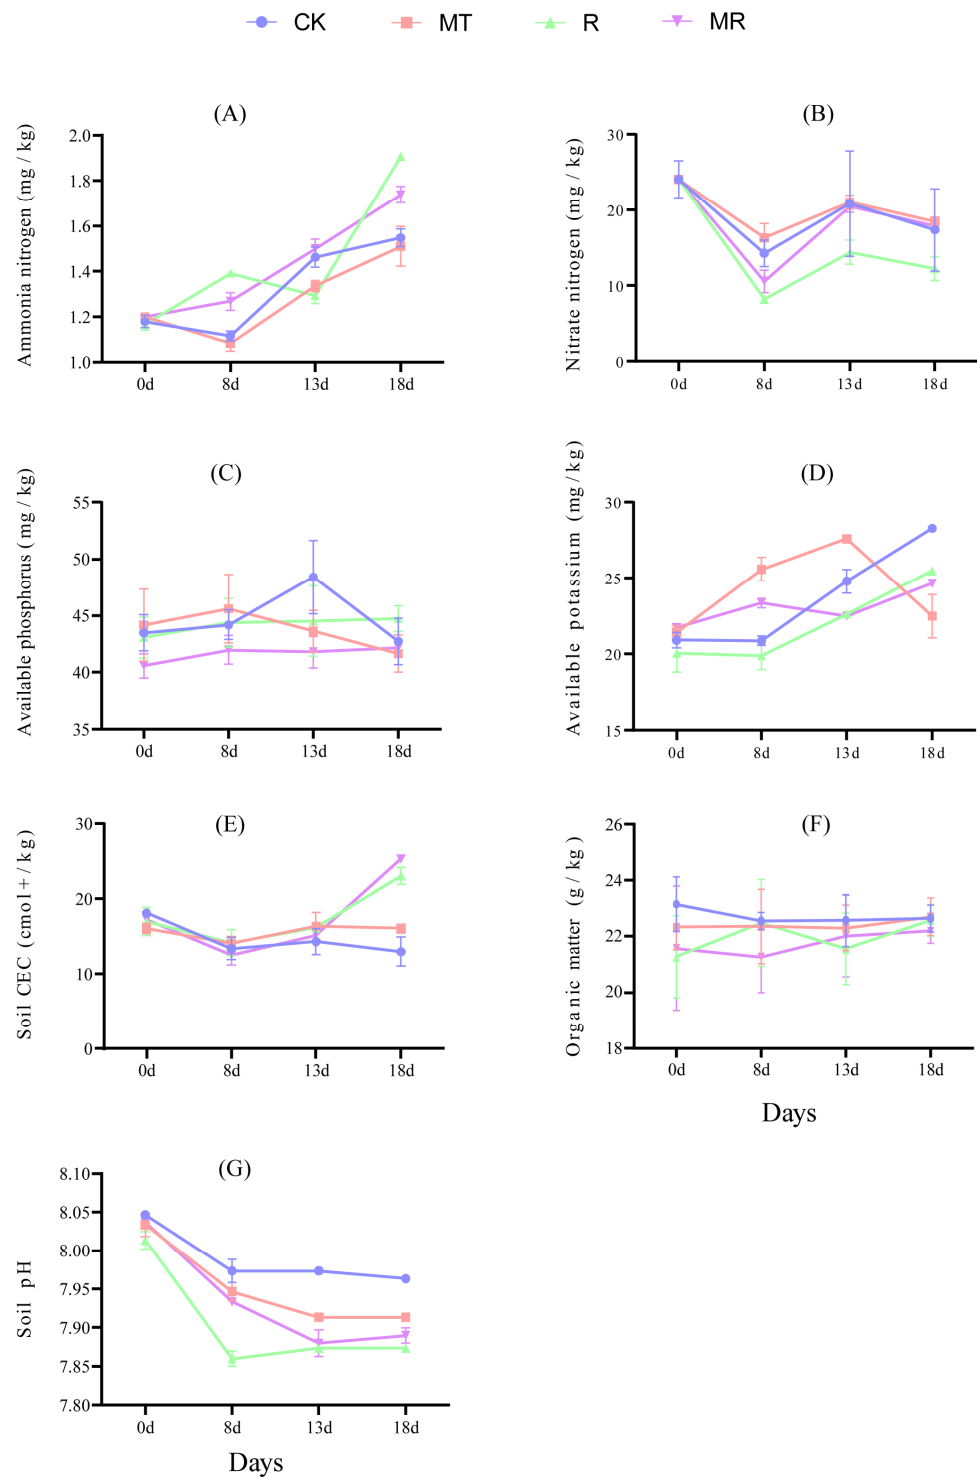 CK MT R MR
(A)
Ammonia nitrogen (mg / kg)
2.0
1.8
1.6
1.4
1.2
1.0
0d 8d 13d 18d
(B)
Nitrate nitrogen (mg / kg)
30
20
10
0
0d 8d 13d 18d
(C)
Available phosphorus (mg / kg)
55
50
45
40
35
0d 8d 13d 18d
(D)
Available potassium (mg / kg)
30
25
20
15
0d 8d 13d 18d
(E)
Soil CEC (cmol+/ kg)
30
20
10
0
0d 8d 13d 18d
(F)
Organic matter (g / kg)
26
24
22
20
18
0d 8d 13d 18d
Days
(G)
Soil pH
8.10
8.05
8.00
7.95
7.90
7.85
7.80
0d 8d 13d 18d
Days